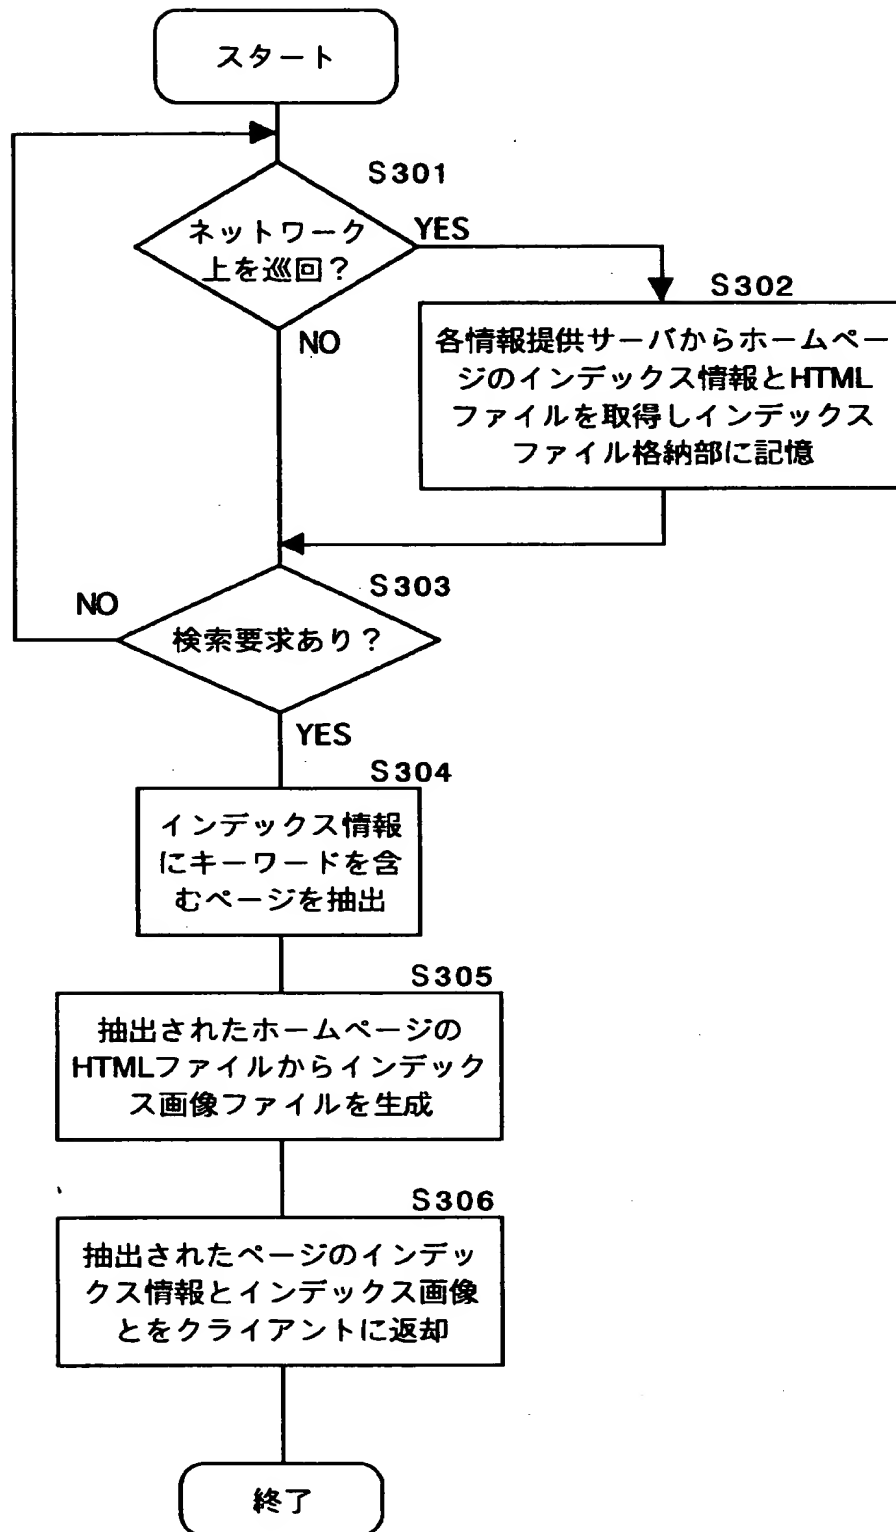 スタート
S301
ネットワーク
上を巡回？
YES
NO
S302
各情報提供サーバからホームペー
ジのインデックス情報とHTML
ファイルを取得しインデックス
ファイル格納部に記憶
S303
NO
検索要求あり？
YES
S304
インデックス情報
にキーワードを含
むページを抽出
S305
抽出されたホームページの
HTMLファイルからインデック
ス画像ファイルを生成
S306
抽出されたページのインデッ
クス情報とインデックス画像
とをクライアントに返却
終了